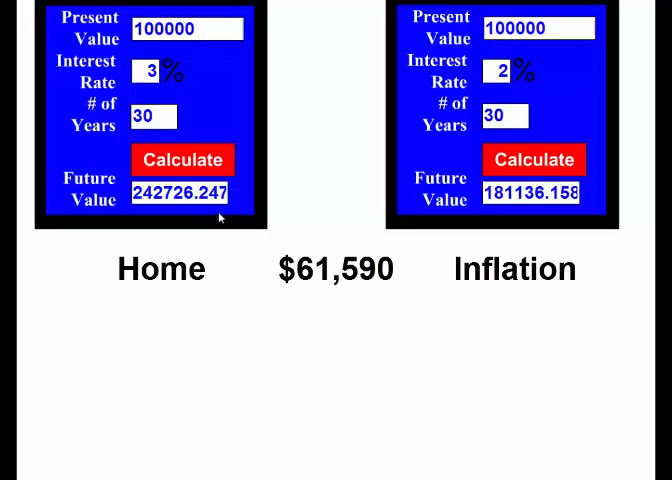 Present Value 100000
Interest Rate 3 %
# of Years 30
Calculate
Future Value 242726.247
Present Value 100000
Interest Rate 2 %
# of Years 30
Calculate
Future Value 181136.158
Home $61,590 Inflation